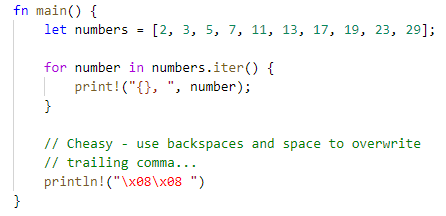 fn main() {
    let numbers = [2, 3, 5, 7, 11, 13, 17, 19, 23, 29];
    for number in numbers.iter() {
        print!("{}, ", number);
    }
    // Cheasy - use backspaces and space to overwrite
    // trailing comma...
    println!("\x08\x08 ")
}